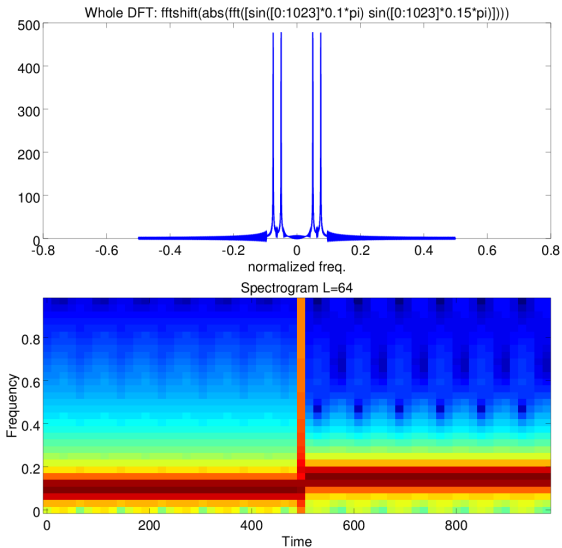 Whole DFT: fftshift(abs(fft([sin([0:1023]*0.1*pi) sin([0:1023]*0.15*pi)])))
500
400
300
200
100
0
-0.8 -0.6 -0.4 -0.2 0 0.2 0.4 0.6 0.8
normalized freq.
Spectrogram L=64
Frequency
0.8
0.6
0.4
0.2
0
0 200 400 600 800
Time